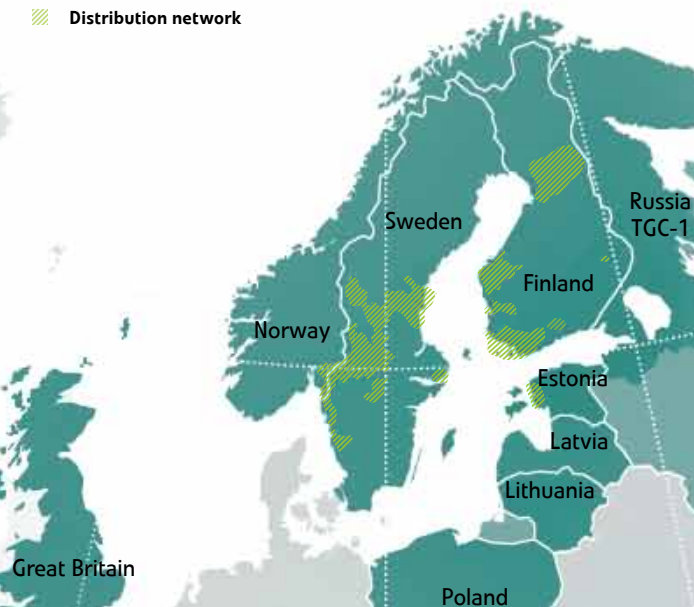 Distribution network
Russia
TGC-1
Sweden
Finland
Norway
Estonia
Latvia
Lithuania
Great Britain
Poland